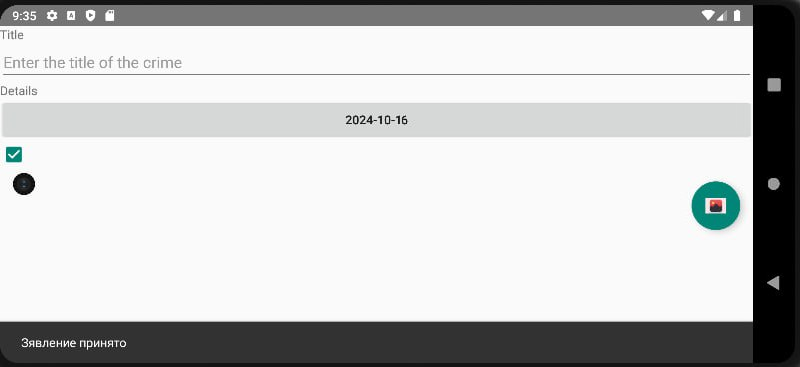 9:35
Title
Enter the title of the crime
Details
2024-10-16
Зявление принято